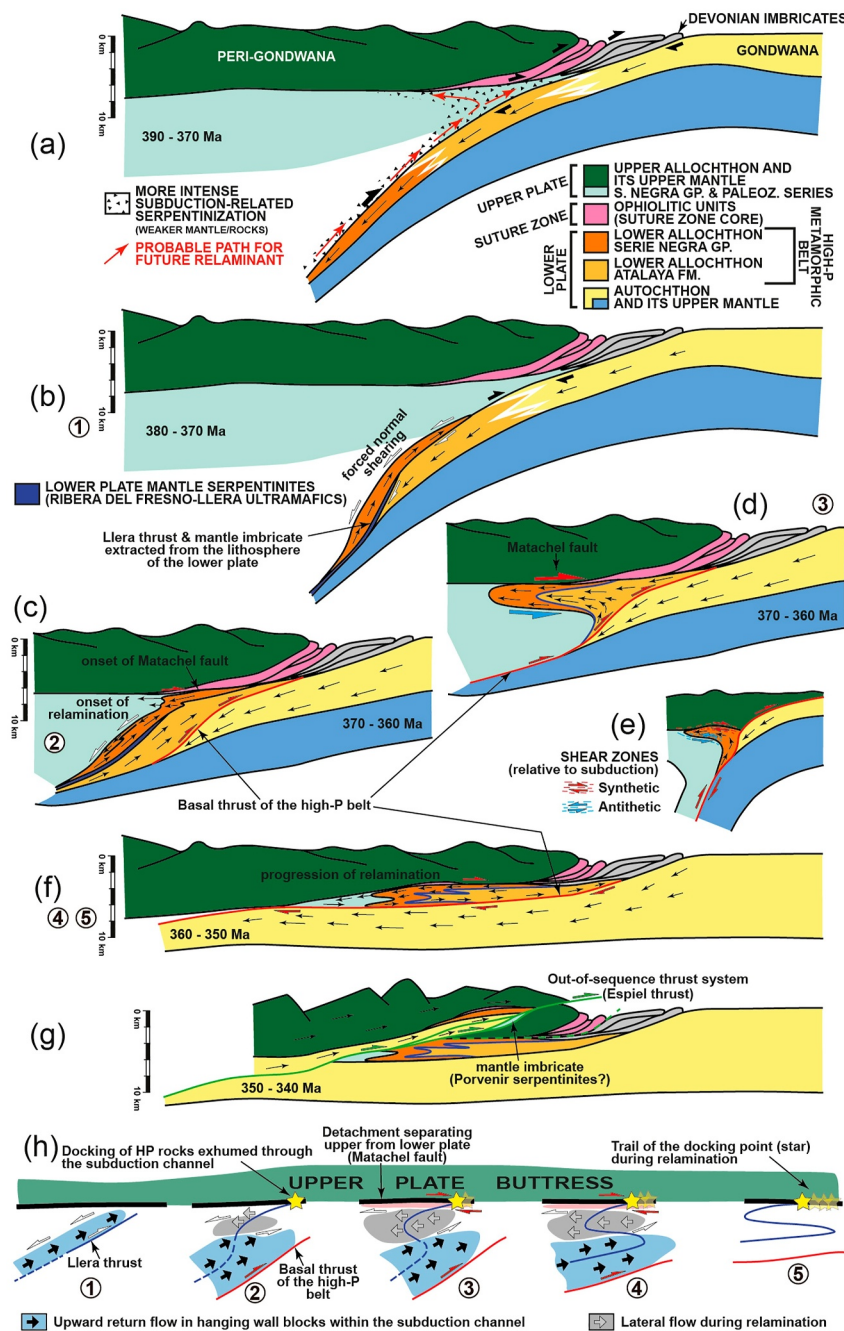 DEVONIAN IMBRICATES
0 km
PERI-GONDWANA
GONDWANA
10 km
390 - 370 Ma
(a)
MORE INTENSE
SUBDUCTION-RELATED
SERPENTINIZATION
(WEAKER MANTLE/ROCKS)
PROBABLE PATH FOR
FUTURE RELAMINANT
UPPER PLATE
UPPER ALLOCHTHON AND
ITS UPPER MANTLE
S. NEGRA GP. & PALEOZ. SERIES
SUTURE ZONE
OPHIOLITIC UNITS
(SUTURE ZONE CORE)
LOWER PLATE
LOWER ALLOCHTHON
SERIE NEGRA GP.
LOWER ALLOCHTHON
ATALAYA FM.
AUTOCHTHON
AND ITS UPPER MANTLE
HIGH-P
METAMORPHIC
BELT
0 km
(b)
10 km
1
380 - 370 Ma
forced normal
shearing
LOWER PLATE MANTLE SERPENTINITES
(RIBERA DEL FRESNO-LLERA ULTRAMAFICS)
Llera thrust & mantle imbricate
extracted from the lithosphere
of the lower plate
(d)
3
Matachel fault
370 - 360 Ma
(c)
0 km
onset of Matachel fault
onset of
relamination
10 km
2
370 - 360 Ma
Basal thrust of the high-P belt
(e)
SHEAR ZONES
(relative to subduction)
Synthetic
Antithetic
(f)
0 km
progression of relamination
4 5
10 km
360 - 350 Ma
(g)
0 km
Out-of-sequence thrust system
(Espiel thrust)
mantle imbricate
(Porvenir serpentinites?)
10 km
350 - 340 Ma
(h)
Docking of HP rocks exhumed through
the subduction channel
Detachment separating
upper from lower plate
(Matachel fault)
Trail of the docking point (star)
during relamination
UPPER PLATE BUTTRESS
Llera thrust
Basal thrust
of the high-P
belt
1
2
3
4
5
Upward return flow in hanging wall blocks within the subduction channel
Lateral flow during relamination